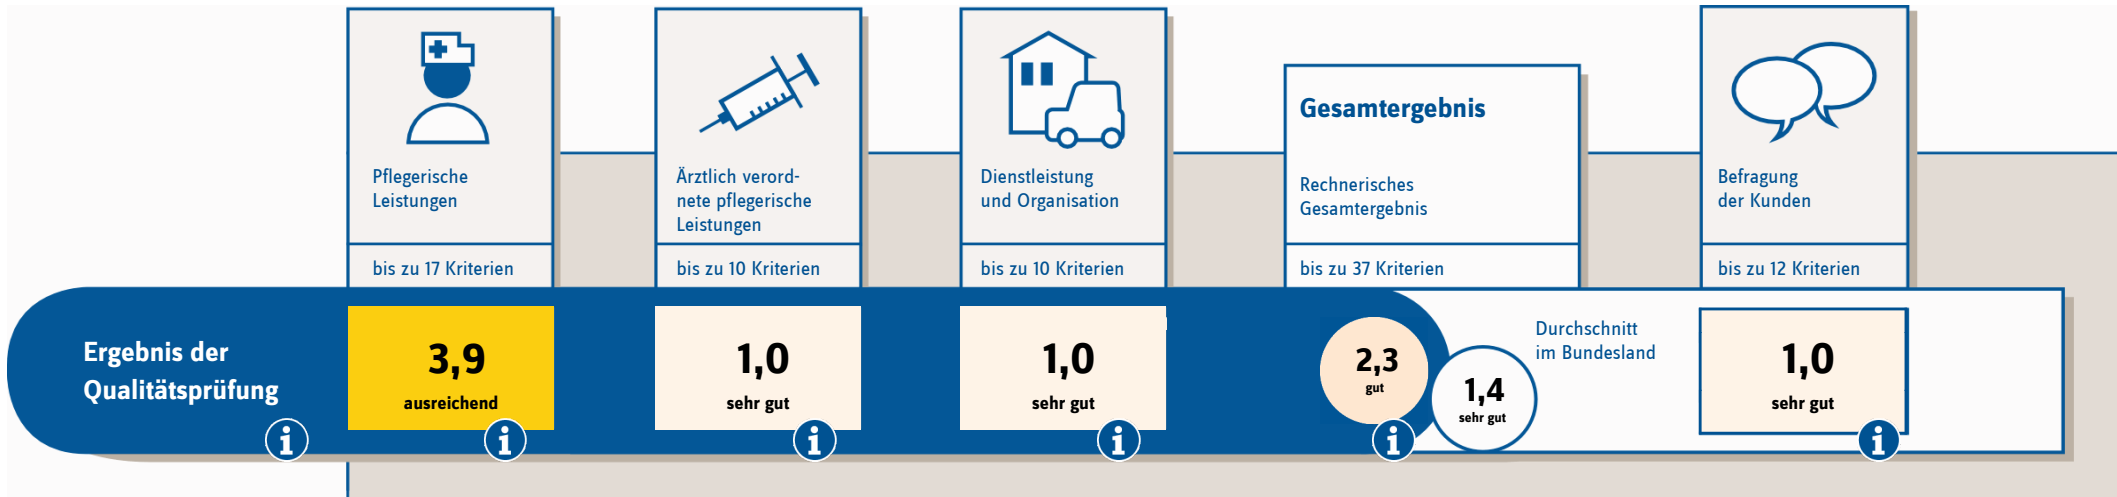 Pflegerische
Leistungen
bis zu 17 Kriterien
Ärztlich verord-
nete pflegerische
Leistungen
bis zu 10 Kriterien
Dienstleistung
und Organisation
bis zu 10 Kriterien
Gesamtergebnis
Rechnerisches
Gesamtergebnis
bis zu 37 Kriterien
Befragung
der Kunden
bis zu 12 Kriterien
Ergebnis der
Qualitätsprüfung
i
3,9
ausreichend
i
1,0
sehr gut
i
1,0
sehr gut
i
2,3
gut
i
1,4
sehr gut
Durchschnitt
im Bundesland
1,0
sehr gut
i